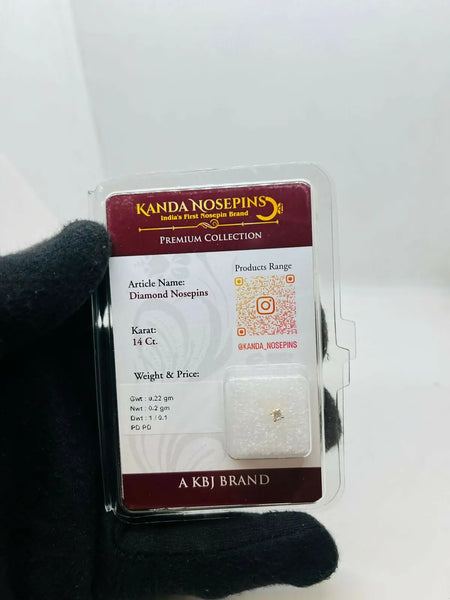 KANDA NOSEPINS
India's First Nosepin Brand
PREMIUM COLLECTION
Article Name:
Diamond Nosepins
Products Range
@KANDA_NOSEPINS
Karat:
14 Ct.
Weight & Price:
Gwt : 0.22 gm
Nwt : 0.2 gm
Dwt : 1 / 0.1
PD PD
A KBJ BRAND